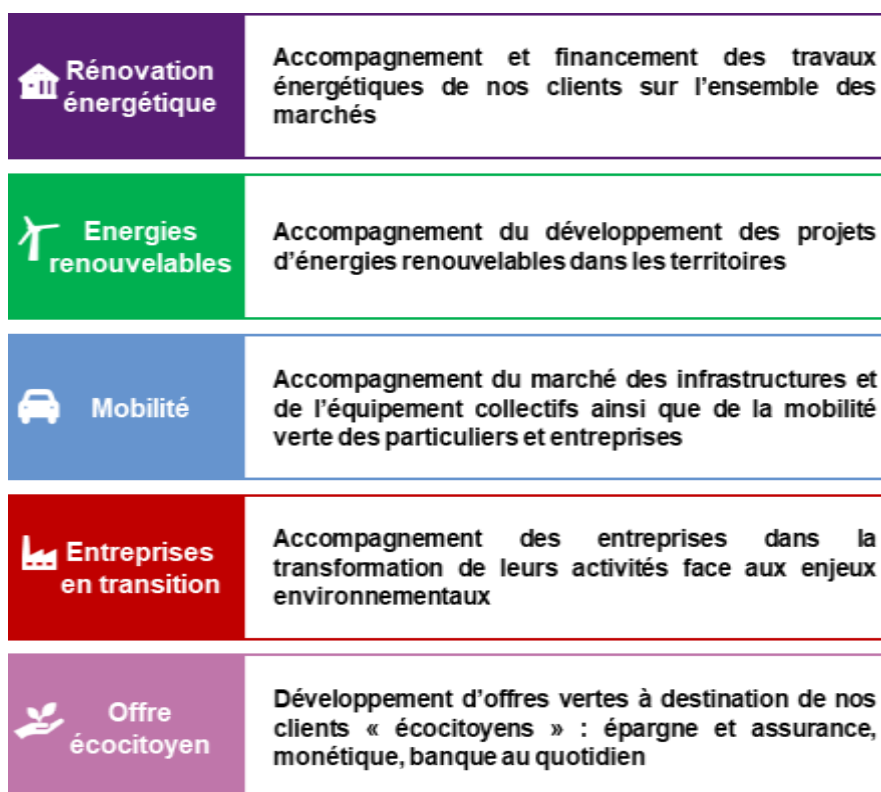 Rénovation
énergétique
Accompagnement et financement des travaux
énergétiques de nos clients sur l'ensemble des
marchés
Energies
renouvelables
Accompagnement du développement des projets
d'énergies renouvelables dans les territoires
Mobilité
Accompagnement du marché des infrastructures et
de l'équipement collectifs ainsi que de la mobilité
verte des particuliers et entreprises
Entreprises
en transition
Accompagnement des entreprises dans la
transformation de leurs activités face aux enjeux
environnementaux
Offre
écocitoyen
Développement d'offres vertes à destination de nos
clients « écocitoyens » : épargne et assurance,
monétique, banque au quotidien